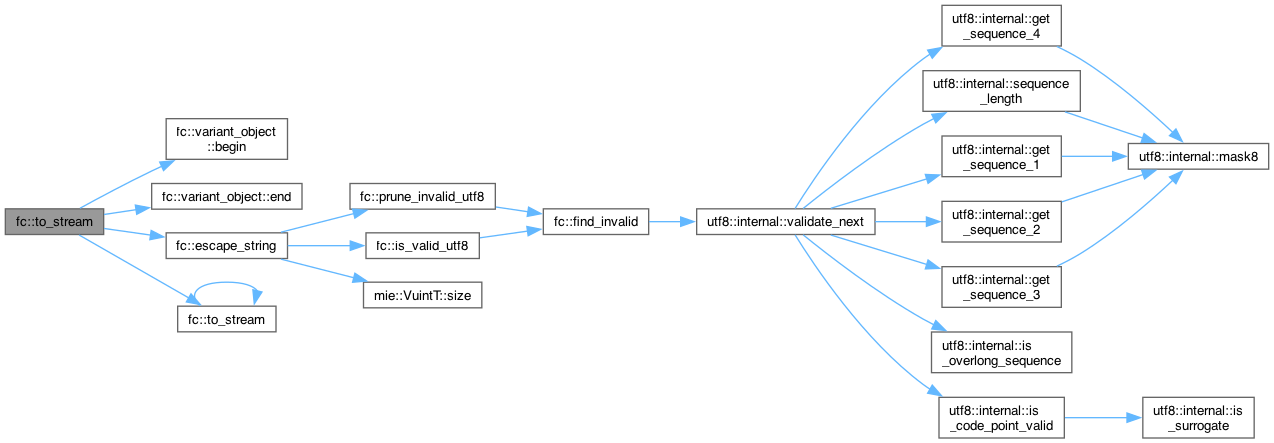 fc::to_stream
fc::variant_object
::begin
fc::variant_object::end
fc::escape_string
fc::to_stream
fc::prune_invalid_utf8
fc::is_valid_utf8
mie::VuintT::size
fc::find_invalid
utf8::internal::validate_next
utf8::internal::get
_sequence_4
utf8::internal::sequence
_length
utf8::internal::get
_sequence_1
utf8::internal::get
_sequence_2
utf8::internal::get
_sequence_3
utf8::internal::is
_overlong_sequence
utf8::internal::is
_code_point_valid
utf8::internal::mask8
utf8::internal::is
_surrogate